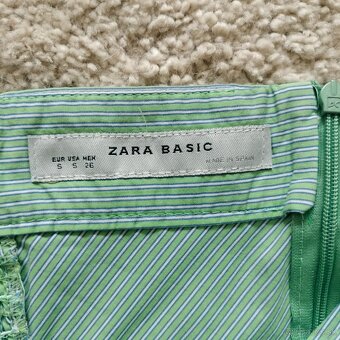 ZARA BASIC
EUR USA MEX
S S 26
MADE IN SPAIN